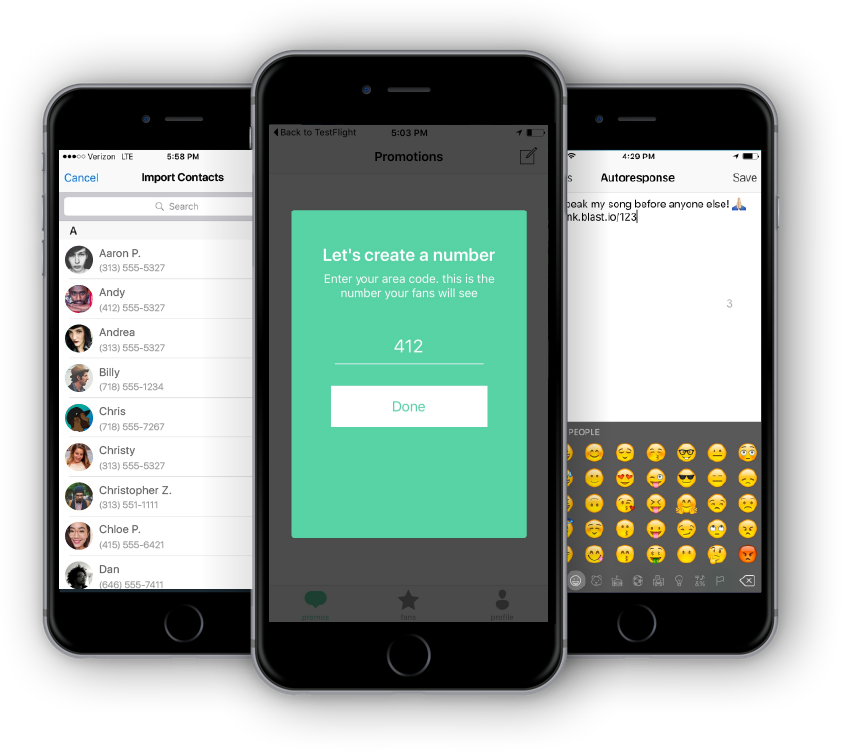 Verizon LTE
5:58 PM
Cancel
Import Contacts
Search
A
Aaron P.
(313) 555-5327
Andy
(412) 555-5327
Andrea
(313) 555-5327
Billy
(718) 555-1234
Chris
(718) 555-7267
Christy
(313) 555-5327
Christopher Z.
(313) 551-1111
Chloe P.
(415) 555-6421
Dan
(646) 555-7411
Back to TestFlight
5:03 PM
Promotions
Let's create a number
Enter your area code. this is the
number your fans will see
412
Done
promos fans profile
4:29 PM
s Autoresponse Save
peak my song before anyone else! 🙏🏼
nk.blast.io/123
3
PEOPLE